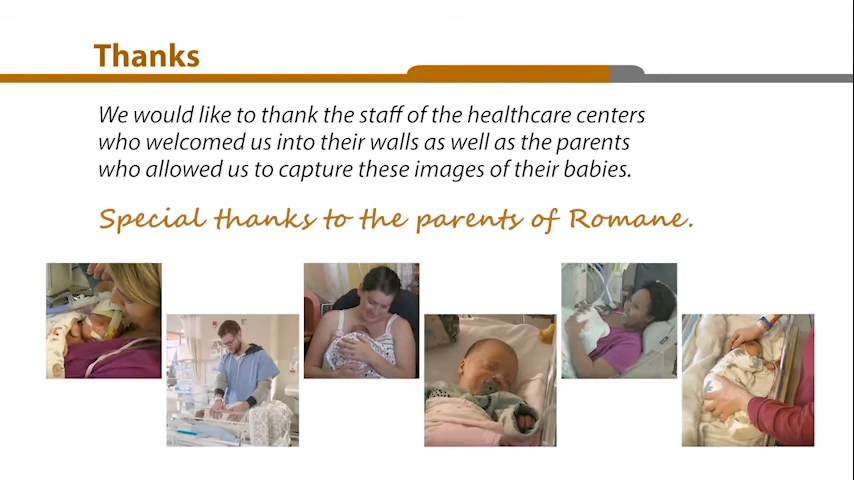 Thanks
We would like to thank the staff of the healthcare centers
who welcomed us into their walls as well as the parents
who allowed us to capture these images of their babies.
Special thanks to the parents of Romane.